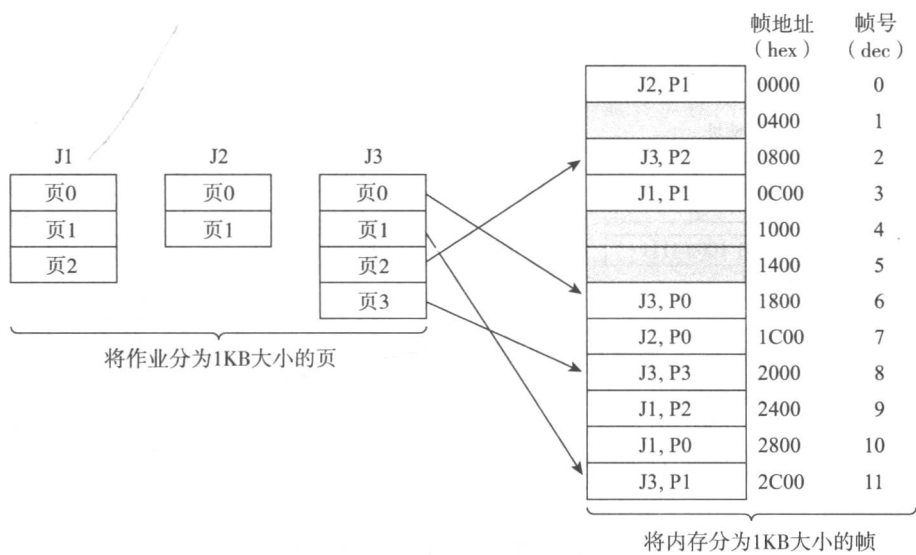 帧地址 帧号
（hex） （dec）
J2, P1 0000 0
0400 1
J3, P2 0800 2
J1, P1 0C00 3
1000 4
1400 5
J3, P0 1800 6
J2, P0 1C00 7
J3, P3 2000 8
J1, P2 2400 9
J1, P0 2800 10
J3, P1 2C00 11
J1 J2 J3
页0 页0 页0
页1 页1 页1
页2 页2
页3
将作业分为1KB大小的页
将内存分为1KB大小的帧